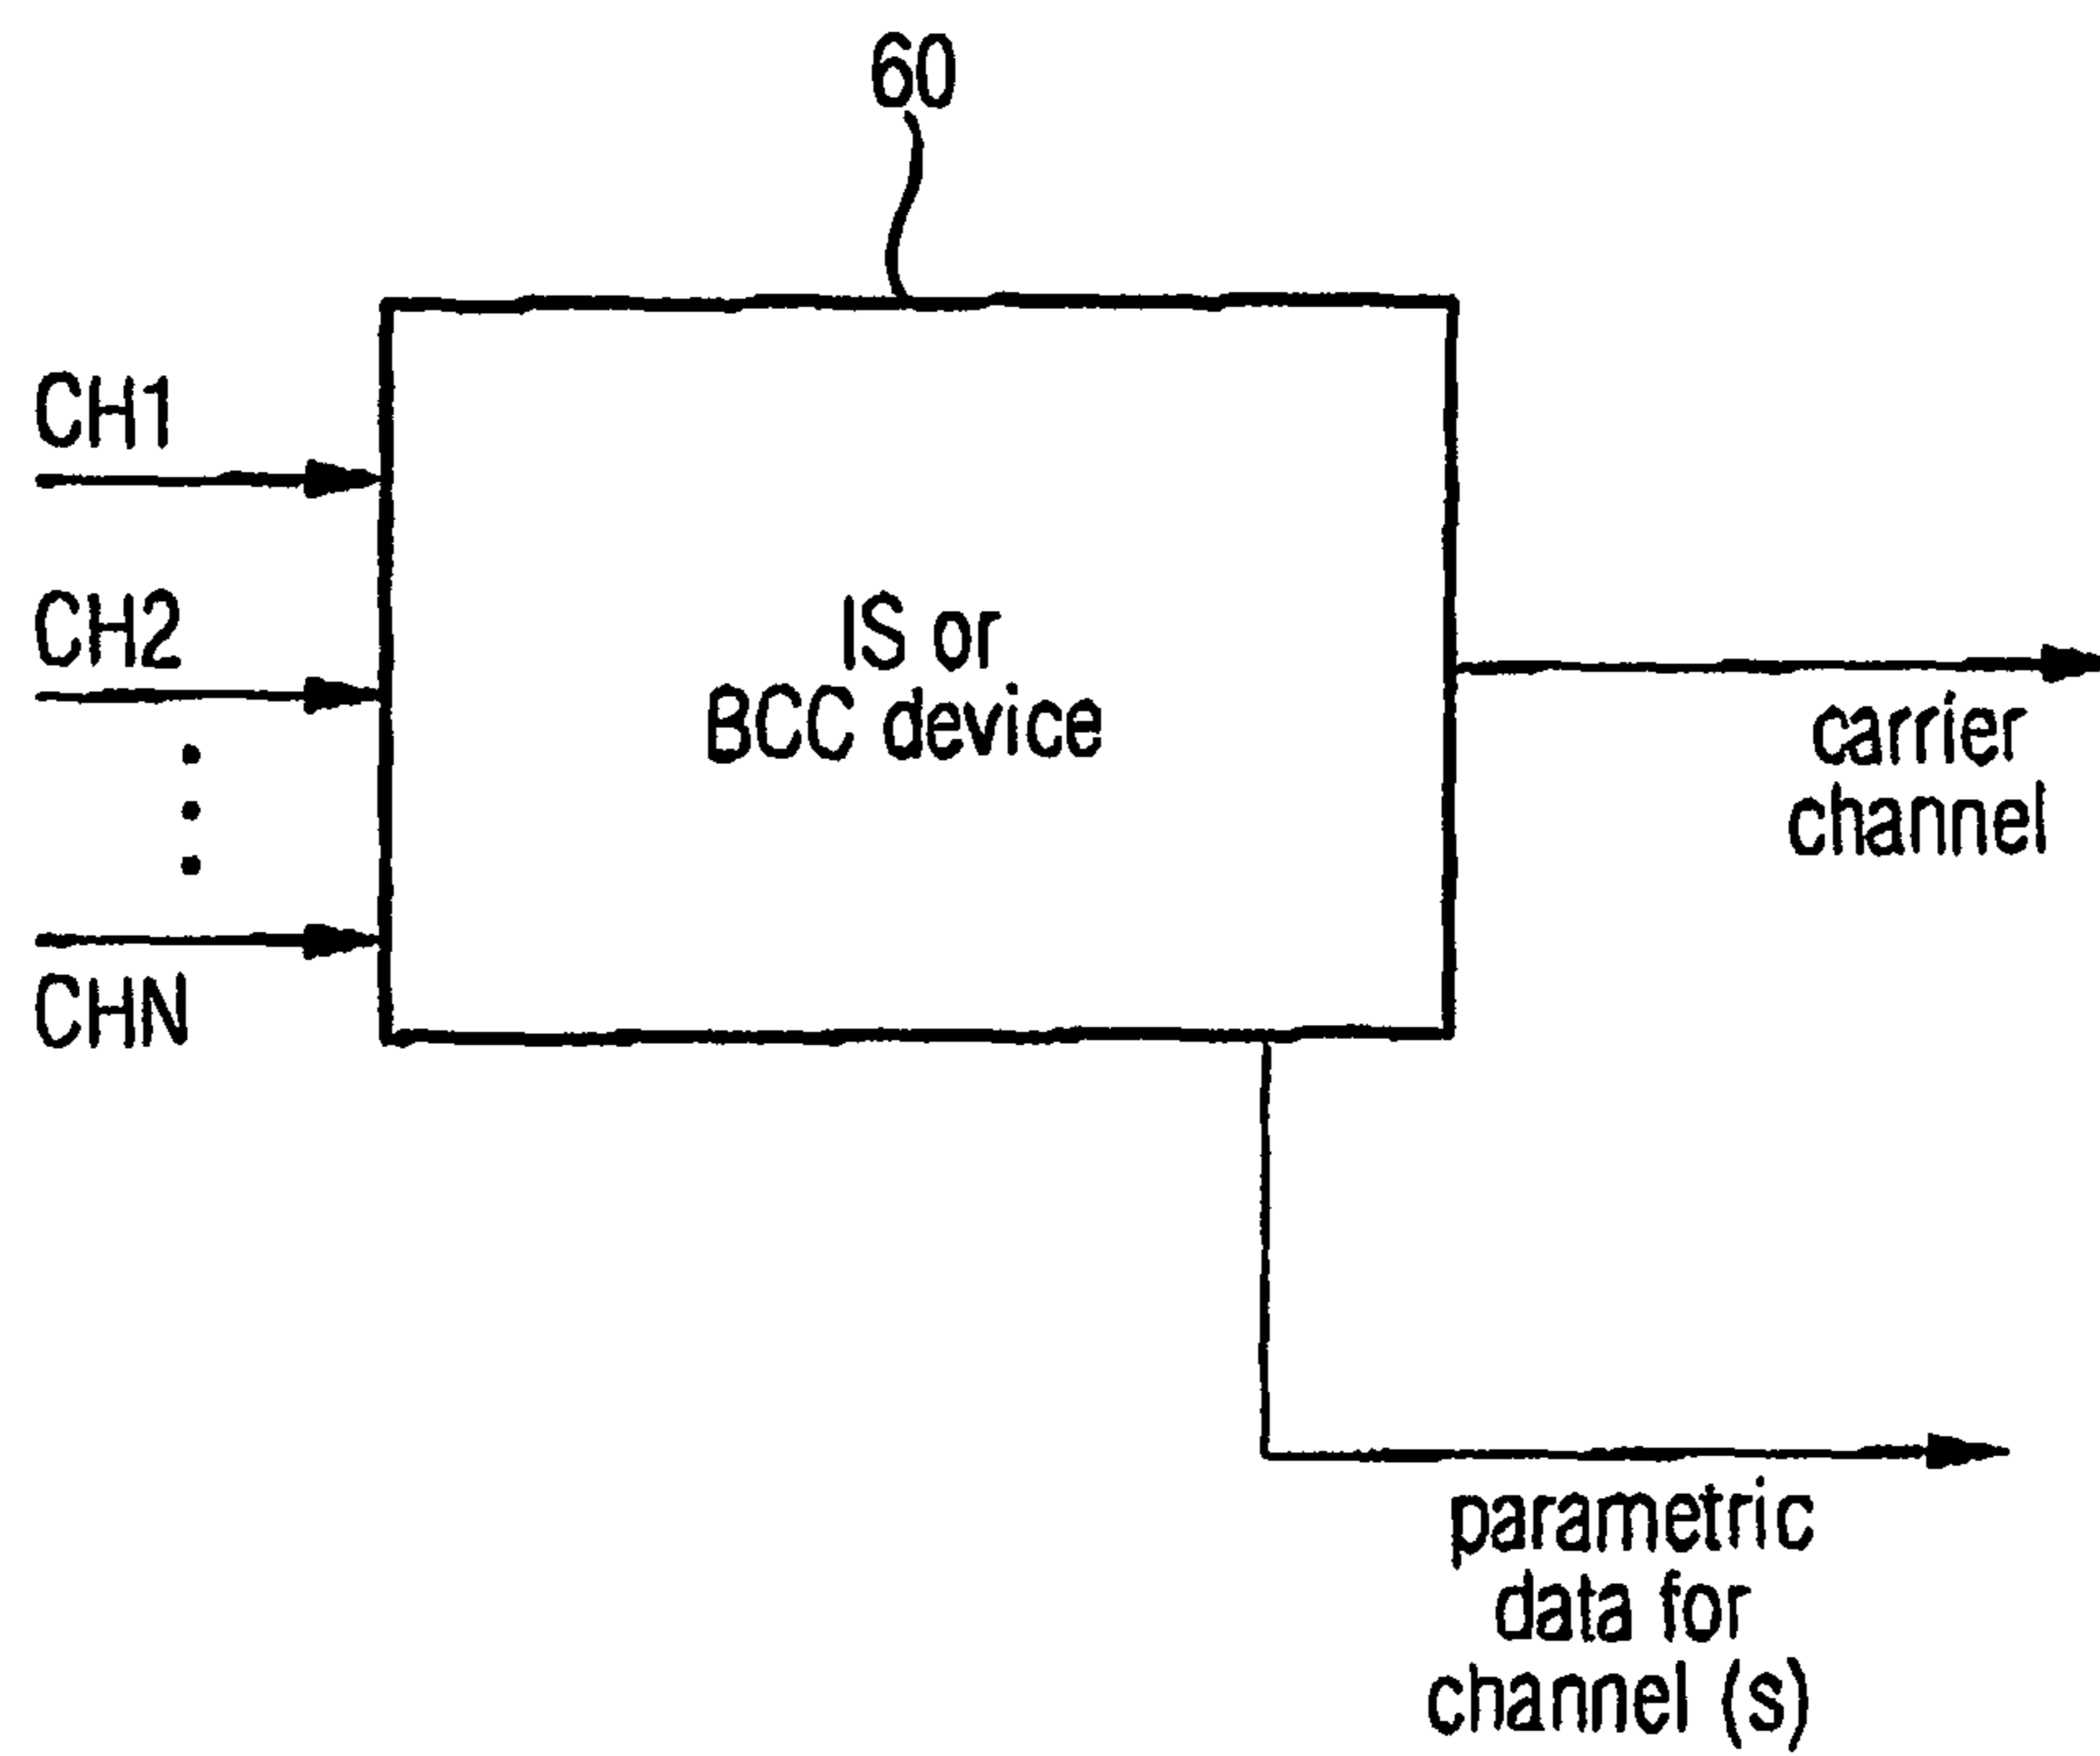 60
CH1
CH2
CHN
IS or
BCC device
carrier
channel
parametric
data for
channel (s)